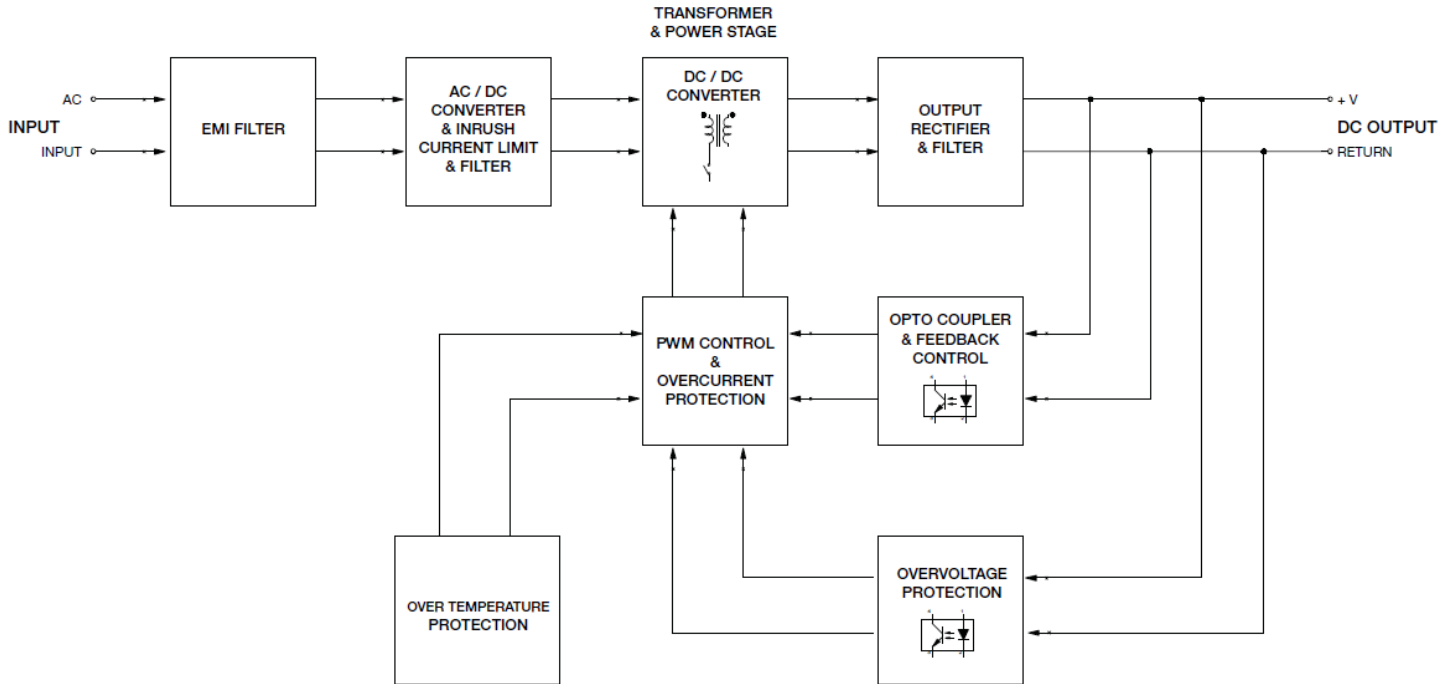 TRANSFORMER
& POWER STAGE
AC
INPUT
INPUT
EMI FILTER
AC / DC
CONVERTER
& INRUSH
CURRENT LIMIT
& FILTER
DC / DC
CONVERTER
OUTPUT
RECTIFIER
& FILTER
+ V
DC OUTPUT
RETURN
PWM CONTROL
&
OVERCURRENT
PROTECTION
OPTO COUPLER
& FEEDBACK
CONTROL
OVER TEMPERATURE
PROTECTION
OVERVOLTAGE
PROTECTION